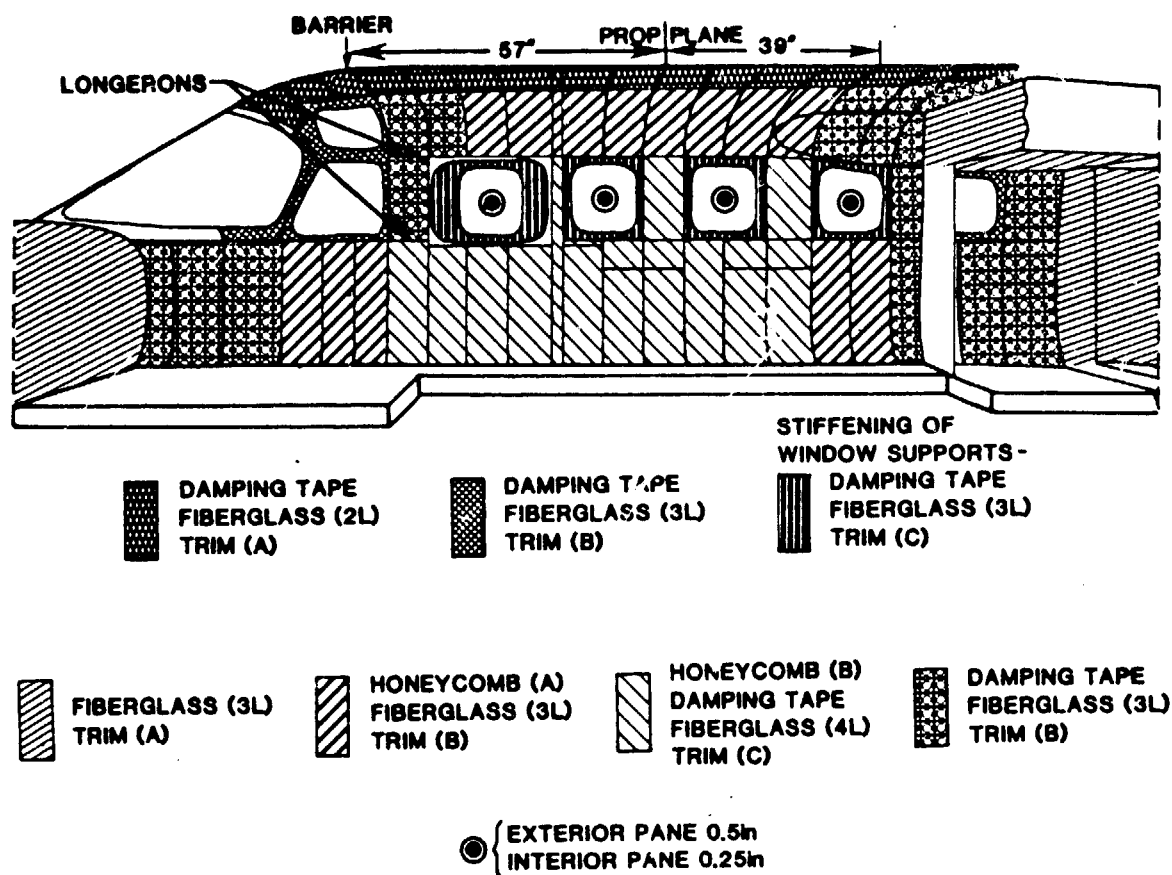 BARRIER
57" PROP PLANE 39"
LONGERONS
STIFFENING OF
WINDOW SUPPORTS-
DAMPING TAPE
FIBERGLASS (2L)
TRIM (A)
DAMPING TAPE
FIBERGLASS (3L)
TRIM (B)
DAMPING TAPE
FIBERGLASS (3L)
TRIM (C)
FIBERGLASS (3L)
TRIM (A)
HONEYCOMB (A)
FIBERGLASS (3L)
TRIM (B)
HONEYCOMB (B)
DAMPING TAPE
FIBERGLASS (4L)
TRIM (C)
DAMPING TAPE
FIBERGLASS (3L)
TRIM (B)
EXTERIOR PANE 0.5in
INTERIOR PANE 0.25in